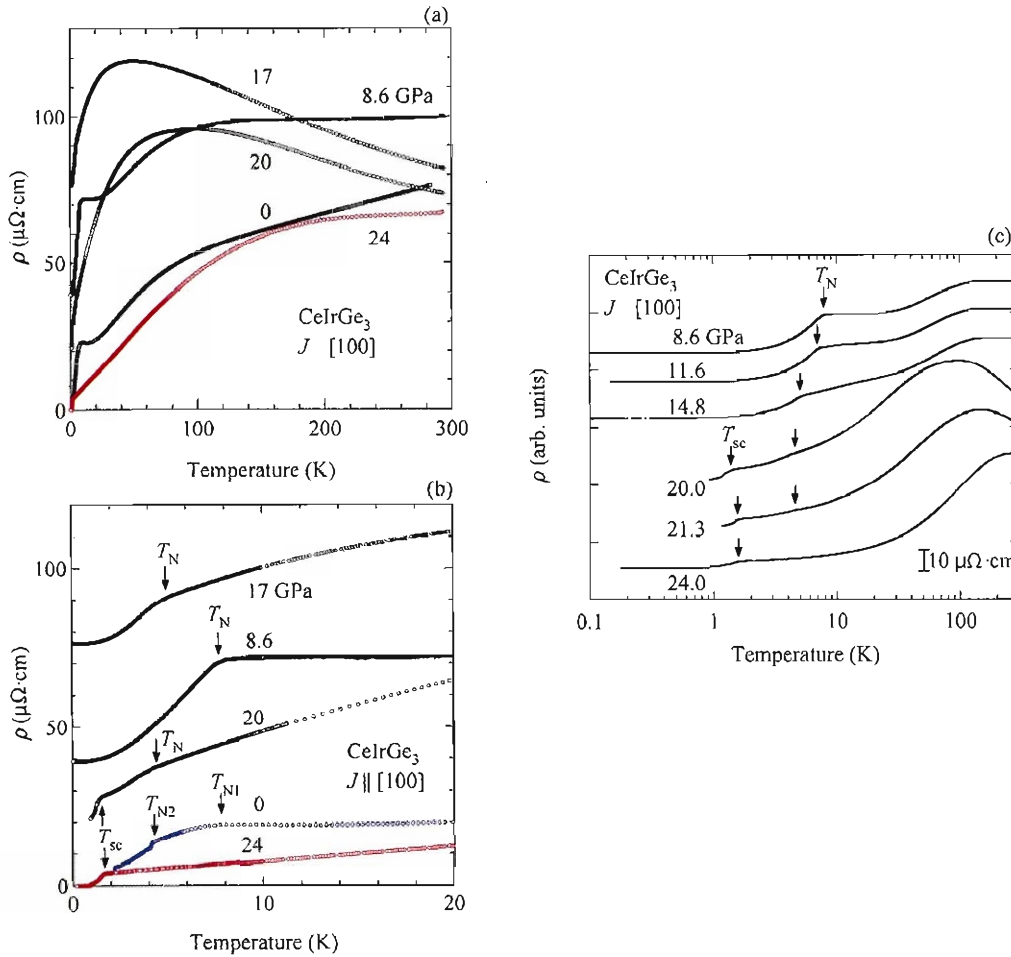 (a)
17
8.6 GPa
100
20
0
24
50
CeIrGe3
J [100]
0
ρ (μΩ·cm)
0
100
200
300
Temperature (K)
(b)
TN
100
17 GPa
TN
8.6
20
TN
50
CeIrGe3
J || [100]
TN2
TN1
0
Tsc
24
0
ρ (μΩ·cm)
0
10
20
Temperature (K)
(c)
CeIrGe3
J [100]
TN
8.6 GPa
11.6
14.8
Tsc
20.0
21.3
24.0
10 μΩ·cm
ρ (arb. units)
0.1
1
10
100
Temperature (K)